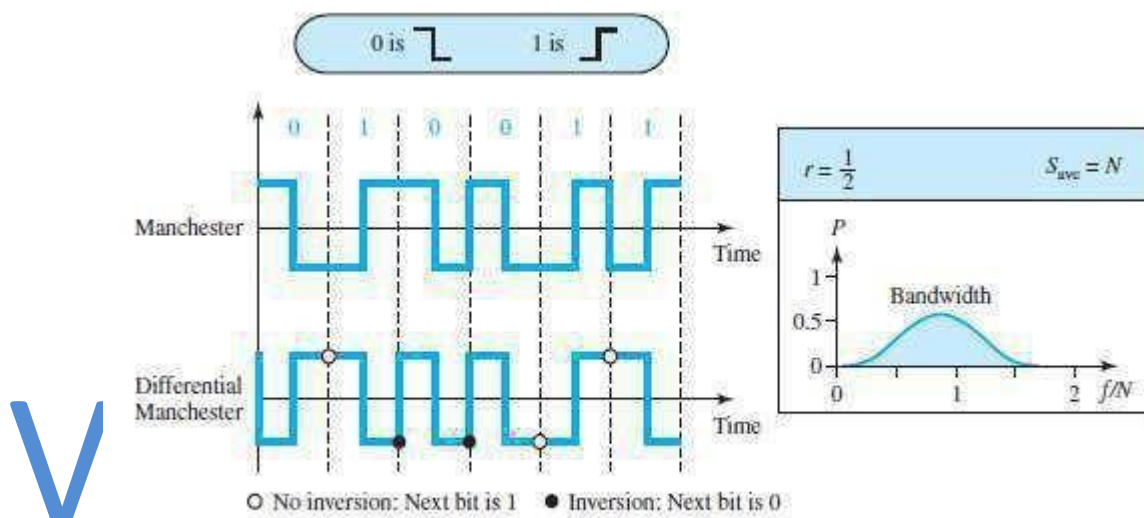 0 is 1 is
0 1 0 0 1 1
r = 1/2 S_ave = N
Manchester
Time
P
1
Bandwidth
0.5
0
0 1 2 f/N
Differential
Manchester
Time
No inversion: Next bit is 1 Inversion: Next bit is 0
V